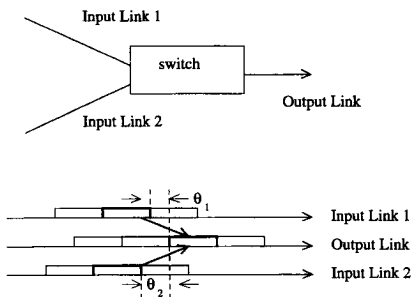 Input Link 1
switch
Output Link
Input Link 2
θ1
Input Link 1
Output Link
θ2
Input Link 2